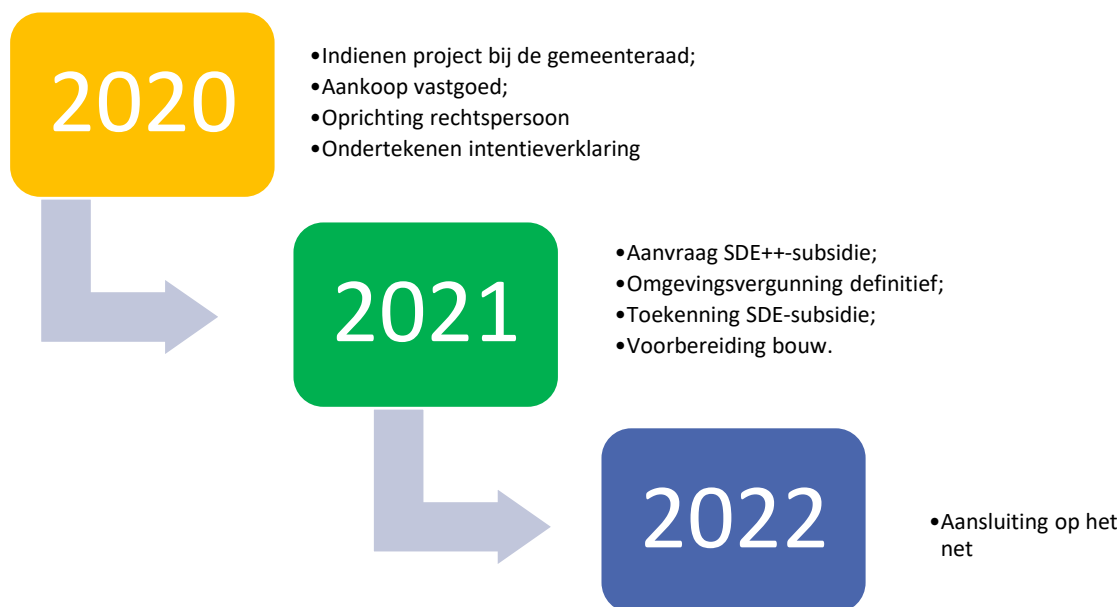 2020
•Indienen project bij de gemeenteraad;
•Aankoop vastgoed;
•Oprichting rechtspersoon
•Ondertekenen intentieverklaring
2021
•Aanvraag SDE++-subsidie;
•Omgevingsvergunning definitief;
•Toekenning SDE-subsidie;
•Voorbereiding bouw.
2022
•Aansluiting op het
net